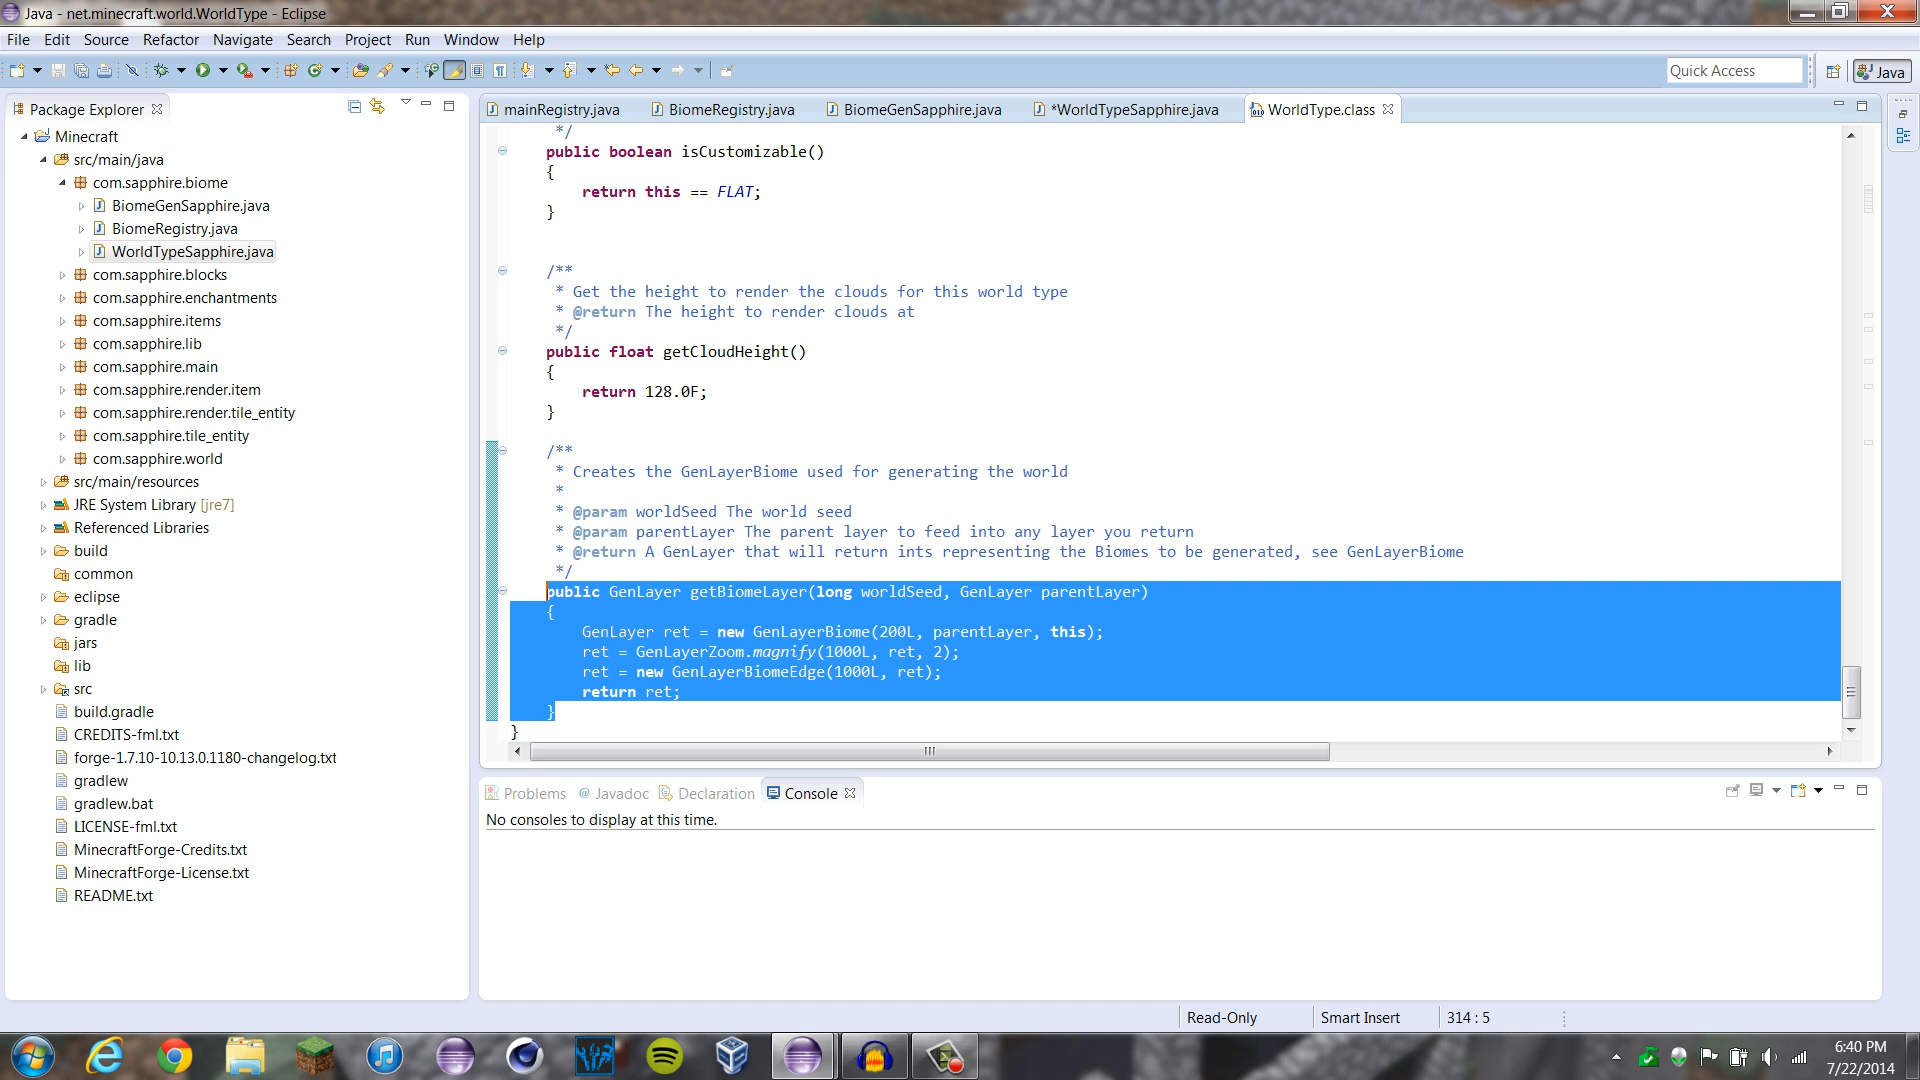 Java - net.minecraft.world.WorldType - Eclipse
File Edit Source Refactor Navigate Search Project Run Window Help
Quick Access
Java
Package Explorer
Minecraft
src/main/java
com.sapphire.biome
BiomeGenSapphire.java
BiomeRegistry.java
WorldTypeSapphire.java
com.sapphire.blocks
com.sapphire.enchantments
com.sapphire.items
com.sapphire.lib
com.sapphire.main
com.sapphire.render.item
com.sapphire.render.tile_entity
com.sapphire.tile_entity
com.sapphire.world
src/main/resources
JRE System Library [jre7]
Referenced Libraries
build
common
eclipse
gradle
jars
lib
src
build.gradle
CREDITS-fml.txt
forge-1.7.10-10.13.0.1180-changelog.txt
gradlew
gradlew.bat
LICENSE-fml.txt
MinecraftForge-Credits.txt
MinecraftForge-License.txt
README.txt
mainRegistry.java BiomeRegistry.java BiomeGenSapphire.java *WorldTypeSapphire.java WorldType.class
*/
public boolean isCustomizable()
{
return this == FLAT;
}
/**
* Get the height to render the clouds for this world type
* @return The height to render clouds at
*/
public float getCloudHeight()
{
return 128.0F;
}
/**
* Creates the GenLayerBiome used for generating the world
*
* @param worldSeed The world seed
* @param parentLayer The parent layer to feed into any layer you return
* @return A GenLayer that will return ints representing the Biomes to be generated, see GenLayerBiome
*/
public GenLayer getBiomeLayer(long worldSeed, GenLayer parentLayer)
{
GenLayer ret = new GenLayerBiome(200L, parentLayer, this);
ret = GenLayerZoom.magnify(1000L, ret, 2);
ret = new GenLayerBiomeEdge(1000L, ret);
return ret;
}
}
Problems @ Javadoc Declaration Console
No consoles to display at this time.
Read-Only Smart Insert 314 : 5
6:40 PM
7/22/2014